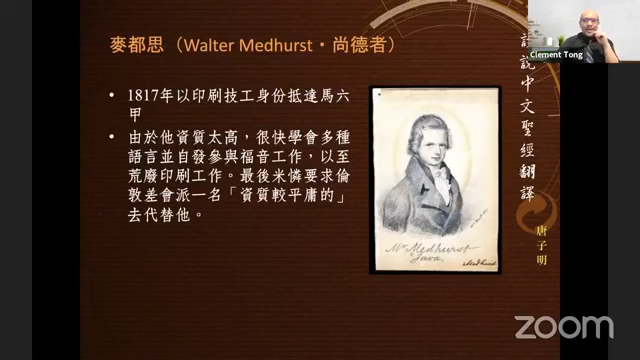 麥都思（Walter Medhurst・尚德者）
• 1817年以印刷技工身份抵達馬六
甲
• 由於他資質太高，很快學會多種
語言並自發參與福音工作，以至
荒廢印刷工作。最後米憐要求倫
敦差會派一名「資質較平庸的」
去代替他。
Mr Medhurst
Java
Medhurst
Clement Tong
說中文聖經翻譯
唐子明
zoom